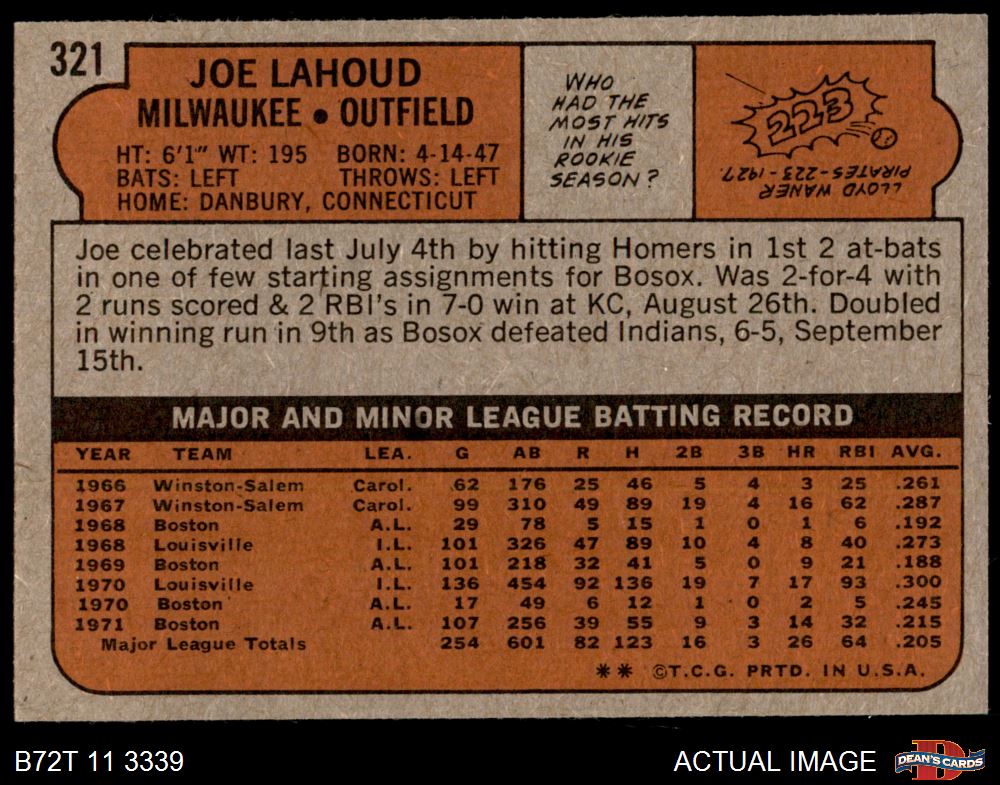 321
JOE LAHOUD
MILWAUKEE • OUTFIELD
HT: 6'1" WT: 195 BORN: 4-14-47
BATS: LEFT THROWS: LEFT
HOME: DANBURY, CONNECTICUT
WHO
HAD THE
MOST HITS
IN HIS
ROOKIE
SEASON?
223
LLOYD WANER
PIRATES-223-1927.
Joe celebrated last July 4th by hitting Homers in 1st 2 at-bats
in one of few starting assignments for Bosox. Was 2-for-4 with
2 runs scored & 2 RBI's in 7-0 win at KC, August 26th. Doubled
in winning run in 9th as Bosox defeated Indians, 6-5, September
15th.
MAJOR AND MINOR LEAGUE BATTING RECORD
YEAR TEAM LEA. G AB R H 2B 3B HR RBI AVG.
1966 Winston-Salem Carol. 62 176 25 46 5 4 3 25 .261
1967 Winston-Salem Carol. 99 310 49 89 19 4 16 62 .287
1968 Boston A.L. 29 78 5 15 1 0 1 6 .192
1968 Louisville I.L. 101 326 47 89 10 4 8 40 .273
1969 Boston A.L. 101 218 32 41 5 0 9 21 .188
1970 Louisville I.L. 136 454 92 136 19 7 17 93 .300
1970 Boston A.L. 17 49 6 12 1 0 2 5 .245
1971 Boston A.L. 107 256 39 55 9 3 14 32 .215
Major League Totals 254 601 82 123 16 3 26 64 .205
** ©T.C.G. PRTD. IN U.S.A.
B72T 11 3339
ACTUAL IMAGE
D
DEAN'S CARDS